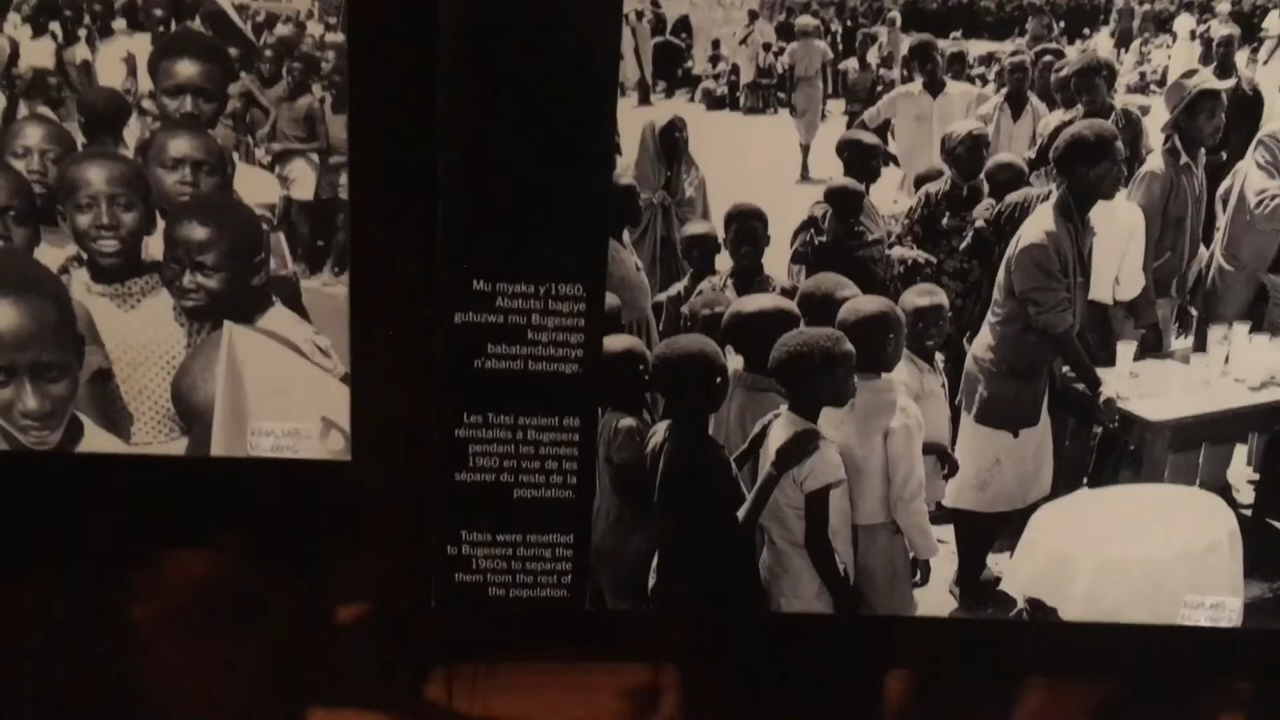 Mu myaka y'1960,
Abatutsi bagiye
gutuzwa mu Bugesera
kugirango
babatandukanye
n'abandi baturage.
Les Tutsi avaient été
réinstallés à Bugesera
pendant les années
1960 en vue de les
séparer du reste de la
population.
Tutsis were resettled
to Bugesera during the
1960s to separate
them from the rest of
the population.